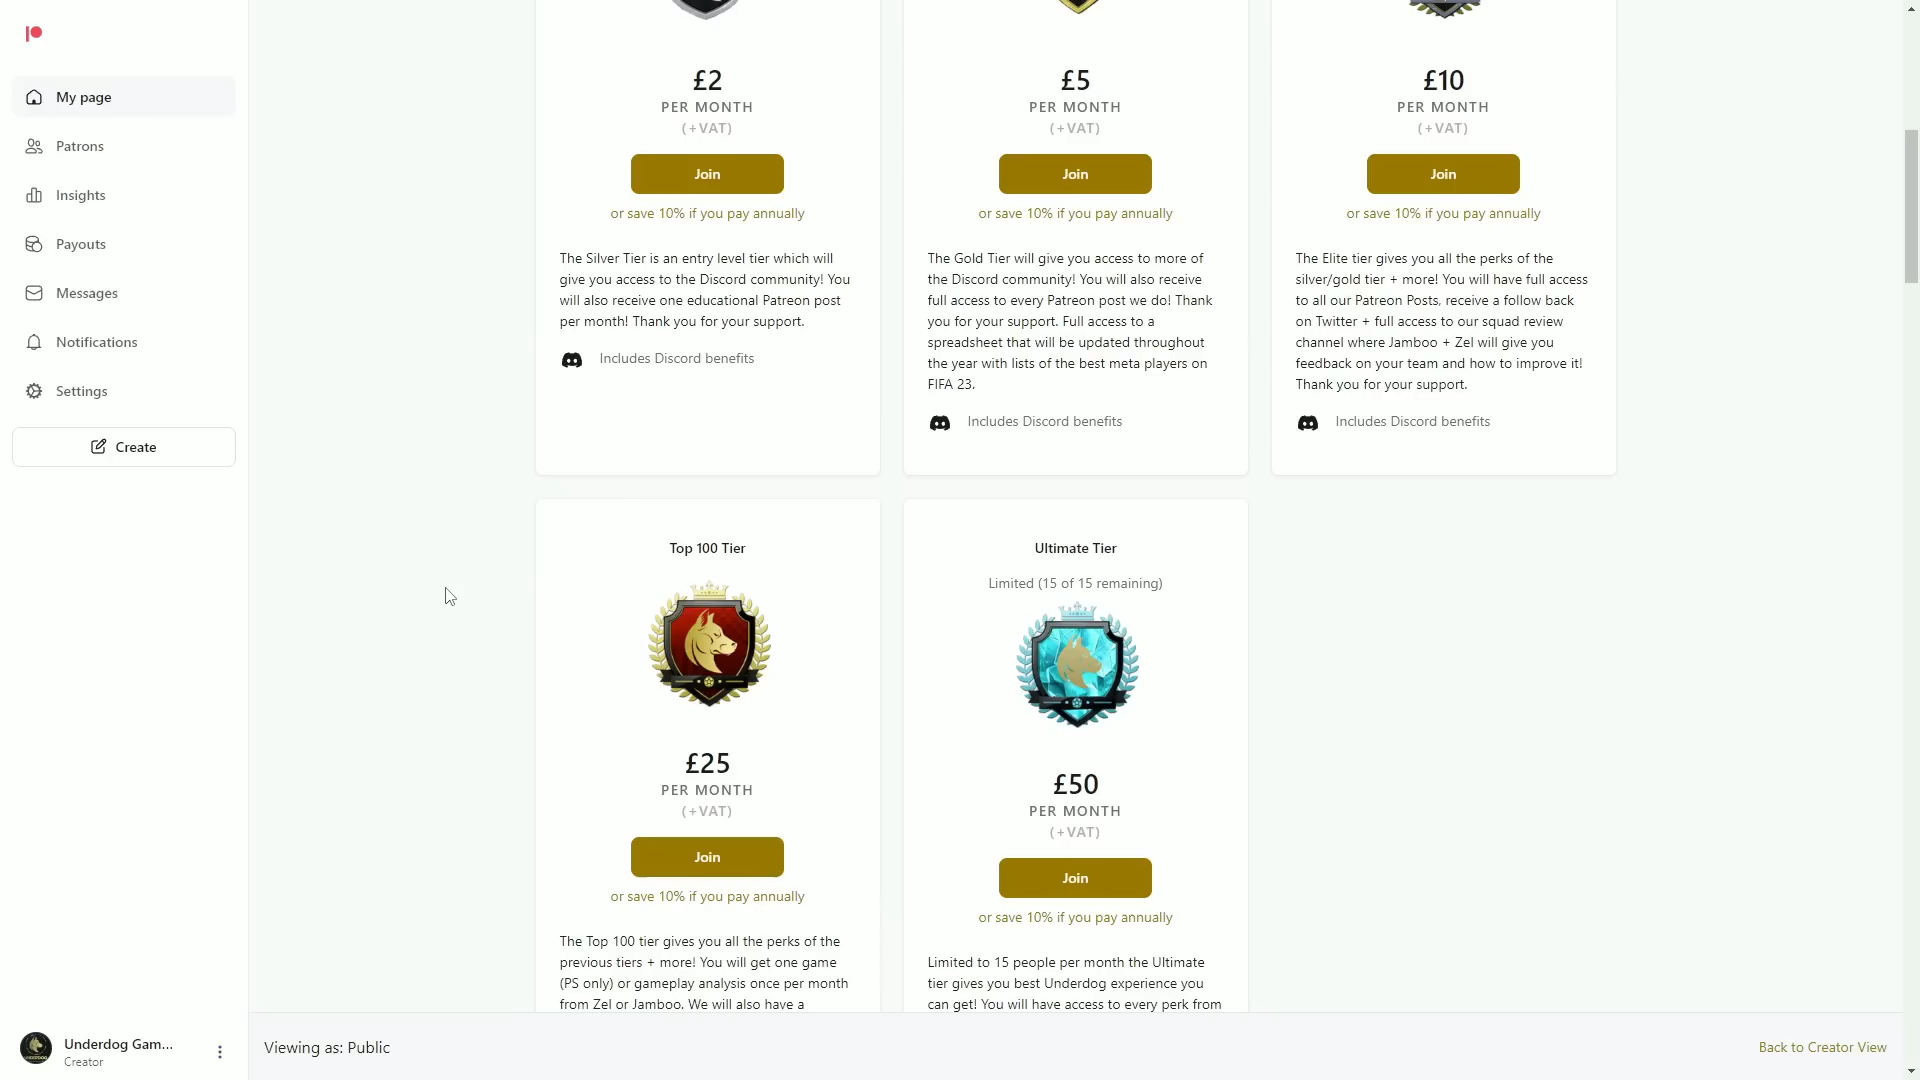 My page
Patrons
Insights
Payouts
Messages
Notifications
Settings
Create
£2
PER MONTH
(+VAT)
Join
or save 10% if you pay annually
The Silver Tier is an entry level tier which will
give you access to the Discord community! You
will also receive one educational Patreon post
per month! Thank you for your support.
Includes Discord benefits
£5
PER MONTH
(+VAT)
Join
or save 10% if you pay annually
The Gold Tier will give you access to more of
the Discord community! You will also receive
full access to every Patreon post we do! Thank
you for your support. Full access to a
spreadsheet that will be updated throughout
the year with lists of the best meta players on
FIFA 23.
Includes Discord benefits
£10
PER MONTH
(+VAT)
Join
or save 10% if you pay annually
The Elite tier gives you all the perks of the
silver/gold tier + more! You will have full access
to all our Patreon Posts, receive a follow back
on Twitter + full access to our squad review
channel where Jamboo + Zel will give you
feedback on your team and how to improve it!
Thank you for your support.
Includes Discord benefits
Top 100 Tier
£25
PER MONTH
(+VAT)
Join
or save 10% if you pay annually
The Top 100 tier gives you all the perks of the
previous tiers + more! You will get one game
(PS only) or gameplay analysis once per month
from Zel or Jamboo. We will also have a
Ultimate Tier
Limited (15 of 15 remaining)
£50
PER MONTH
(+VAT)
Join
or save 10% if you pay annually
Limited to 15 people per month the Ultimate
tier gives you best Underdog experience you
can get! You will have access to every perk from
Underdog Gam...
Creator
Viewing as: Public
Back to Creator View